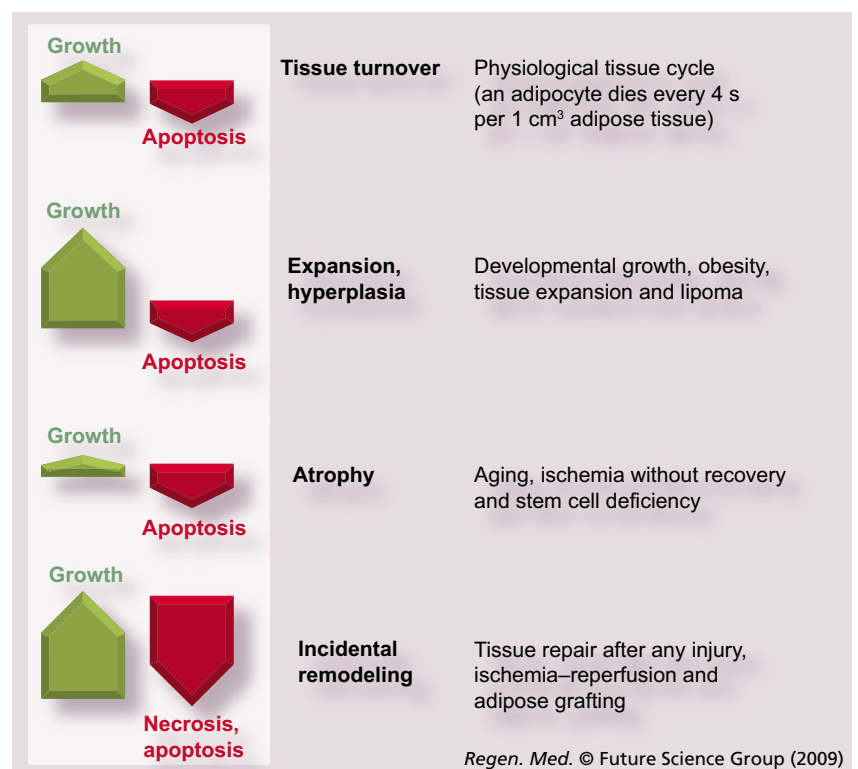 Growth
Apoptosis
Tissue turnover
Physiological tissue cycle
(an adipocyte dies every 4 s
per 1 cm³ adipose tissue)
Growth
Apoptosis
Expansion,
hyperplasia
Developmental growth, obesity,
tissue expansion and lipoma
Growth
Apoptosis
Atrophy
Aging, ischemia without recovery
and stem cell deficiency
Growth
Necrosis,
apoptosis
Incidental
remodeling
Tissue repair after any injury,
ischemia–reperfusion and
adipose grafting
Regen. Med. © Future Science Group (2009)